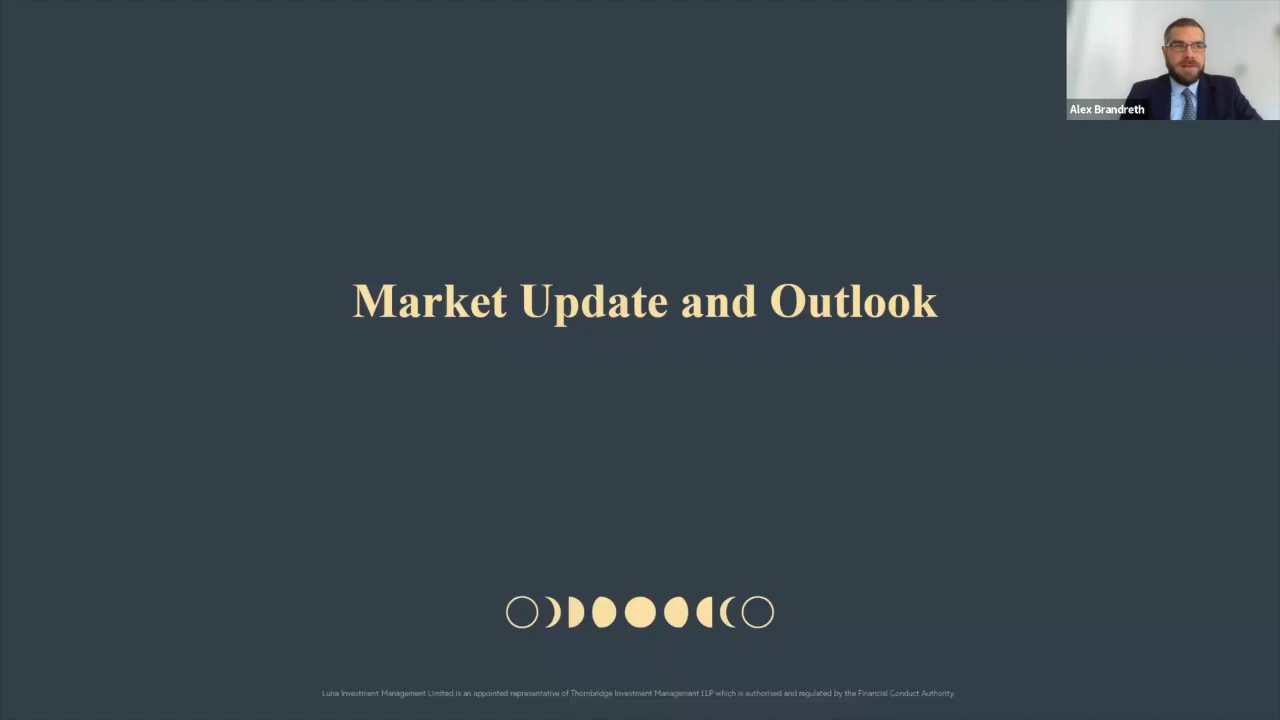 Alex Brandreth
Market Update and Outlook
Luna Investment Management Limited is an appointed representative of Thornbridge Investment Management LLP which is authorised and regulated by the Financial Conduct Authority.